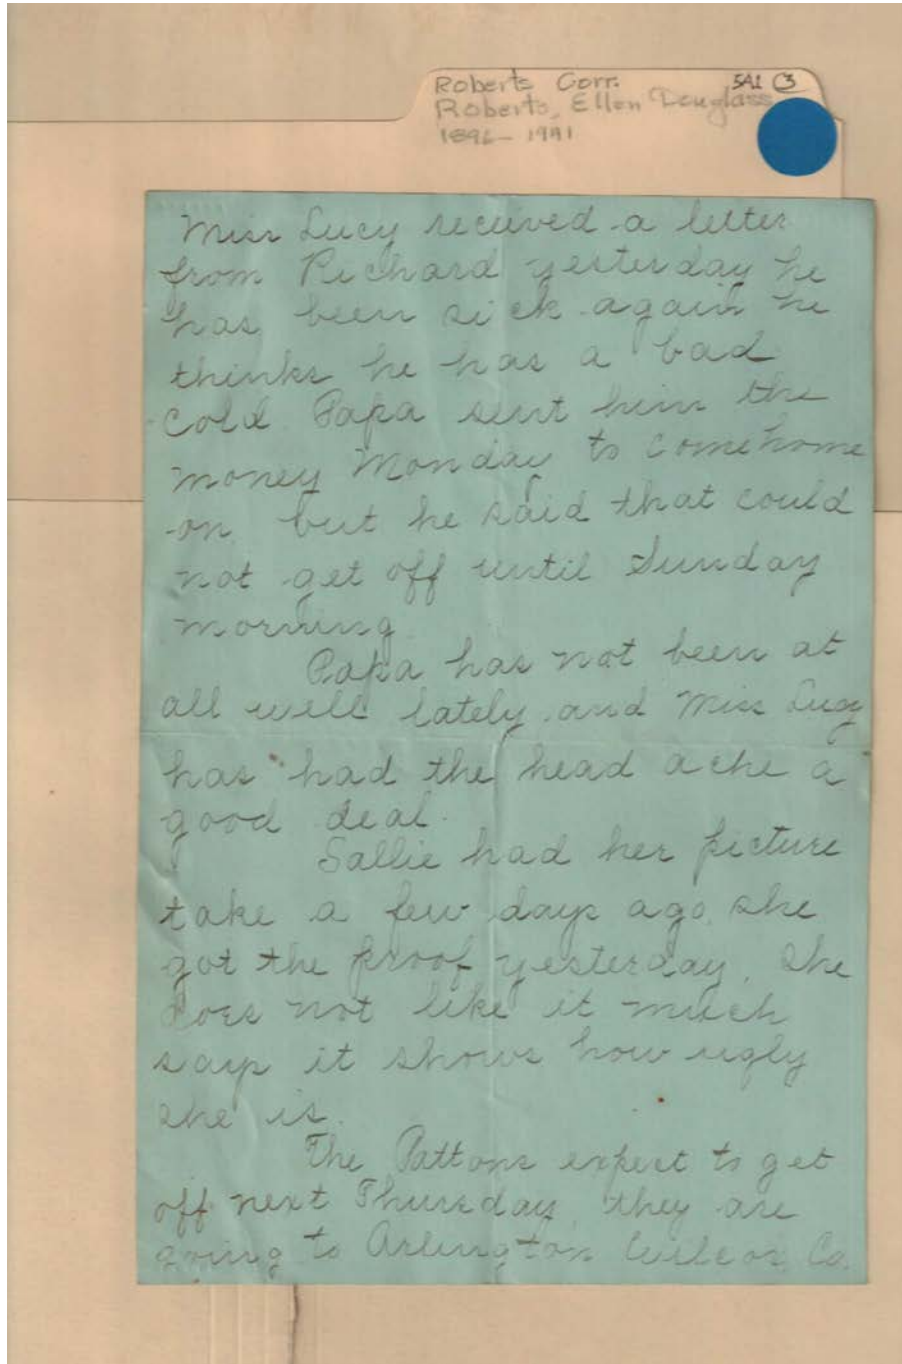 Roberts Corr. 5A1 3
Roberts, Ellen Douglass
1896-1941
Miss Lucy received a letter
from Richard yesterday he
has been sick again he
thinks he has a bad
cold. Papa sent him the
money Monday to come home
on but he said that could
not get off until Sunday
morning.
Papa has not been at
all well lately and Miss Lucy
has had the head ache a
good deal.
Sallie had her picture
take a few days ago, she
got the proof yesterday. She
does not like it much
says it shows how ugly
she is.
The Pattons expect to get
off next Thursday, they are
going to Arlington Wilcox Co.